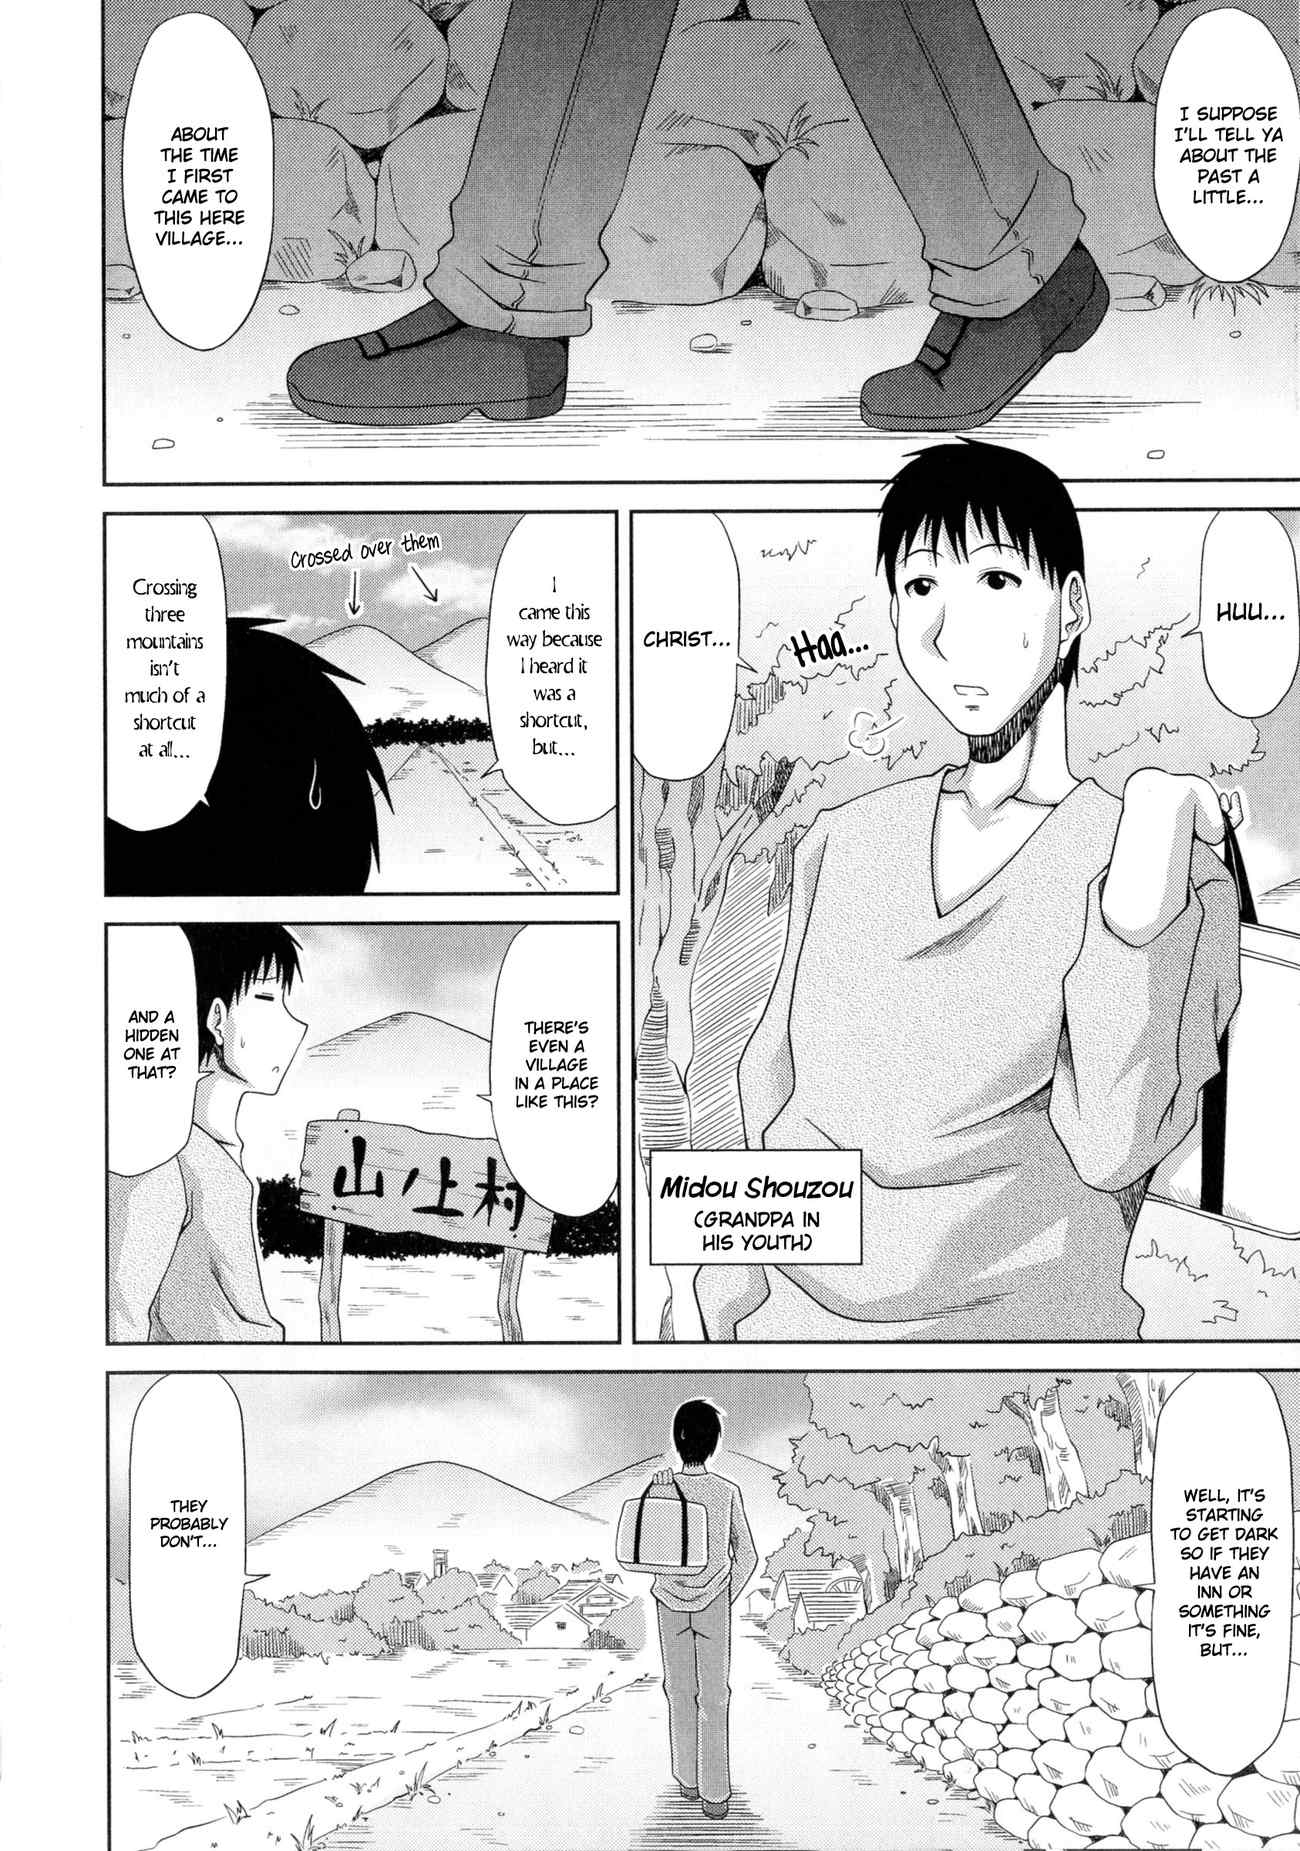 I SUPPOSE
I'LL TELL YA
ABOUT THE
PAST A
LITTLE...
ABOUT
THE TIME
I FIRST
CAME TO
THIS HERE
VILLAGE...
HUU...
Haa...
CHRIST...
Midou Shouzou
(GRANDPA IN
HIS YOUTH)
I
came this
way because
I heard it
was a
shortcut,
but...
Crossed over them
Crossing
three
mountains
isn't
much of a
shortcut
at all...
THERE'S
EVEN A
VILLAGE
IN A PLACE
LIKE THIS?
山ノ上村
AND A
HIDDEN
ONE AT
THAT?
WELL, IT'S
STARTING
TO GET DARK
SO IF THEY
HAVE AN
INN OR
SOMETHING
IT'S FINE,
BUT...
THEY
PROBABLY
DON'T...